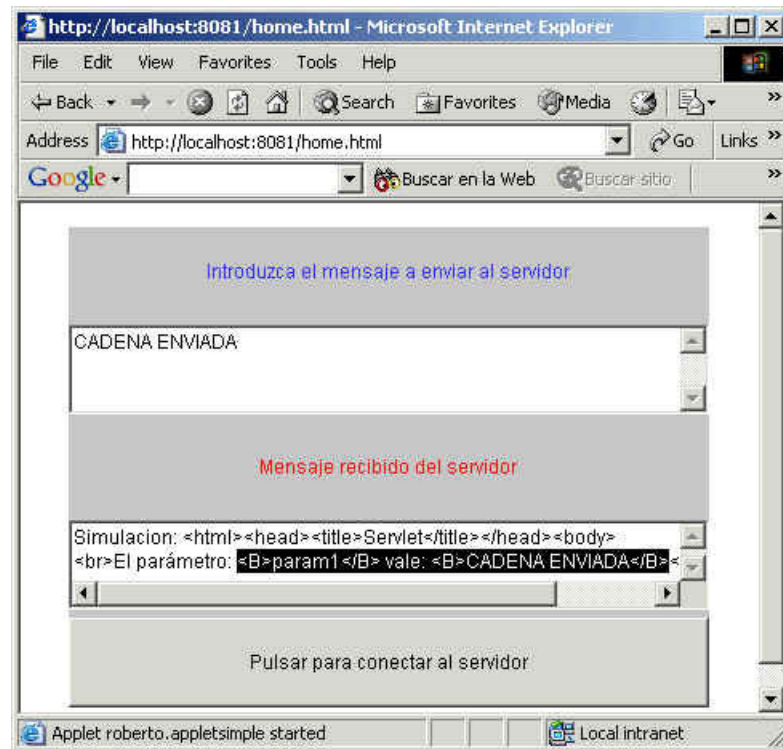 http://localhost:8081/home.html - Microsoft Internet Explorer
File Edit View Favorites Tools Help
Back Search Favorites Media »
Address http://localhost:8081/home.html Go Links »
Google Buscar en la Web Buscar sitio »
Introduzca el mensaje a enviar al servidor
CADENA ENVIADA
Mensaje recibido del servidor
Simulacion: <html><head><title>Servlet</title></head><body>
<br>El parámetro: <B>param1</B> vale: <B>CADENA ENVIADA</B><
Pulsar para conectar al servidor
Applet roberto.appletsimple started Local intranet